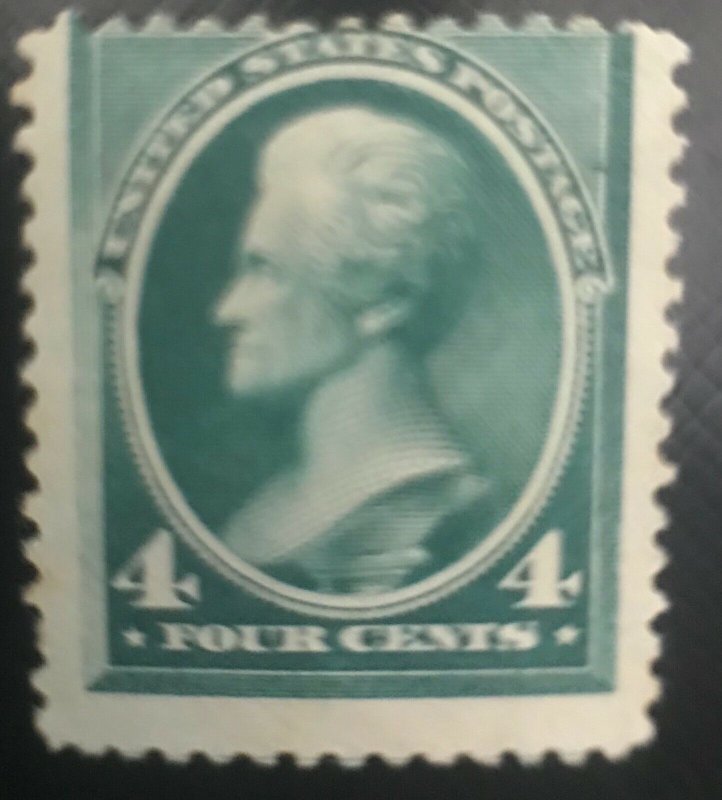 UNITED STATES POSTAGE
4 4
★ FOUR CENTS ★